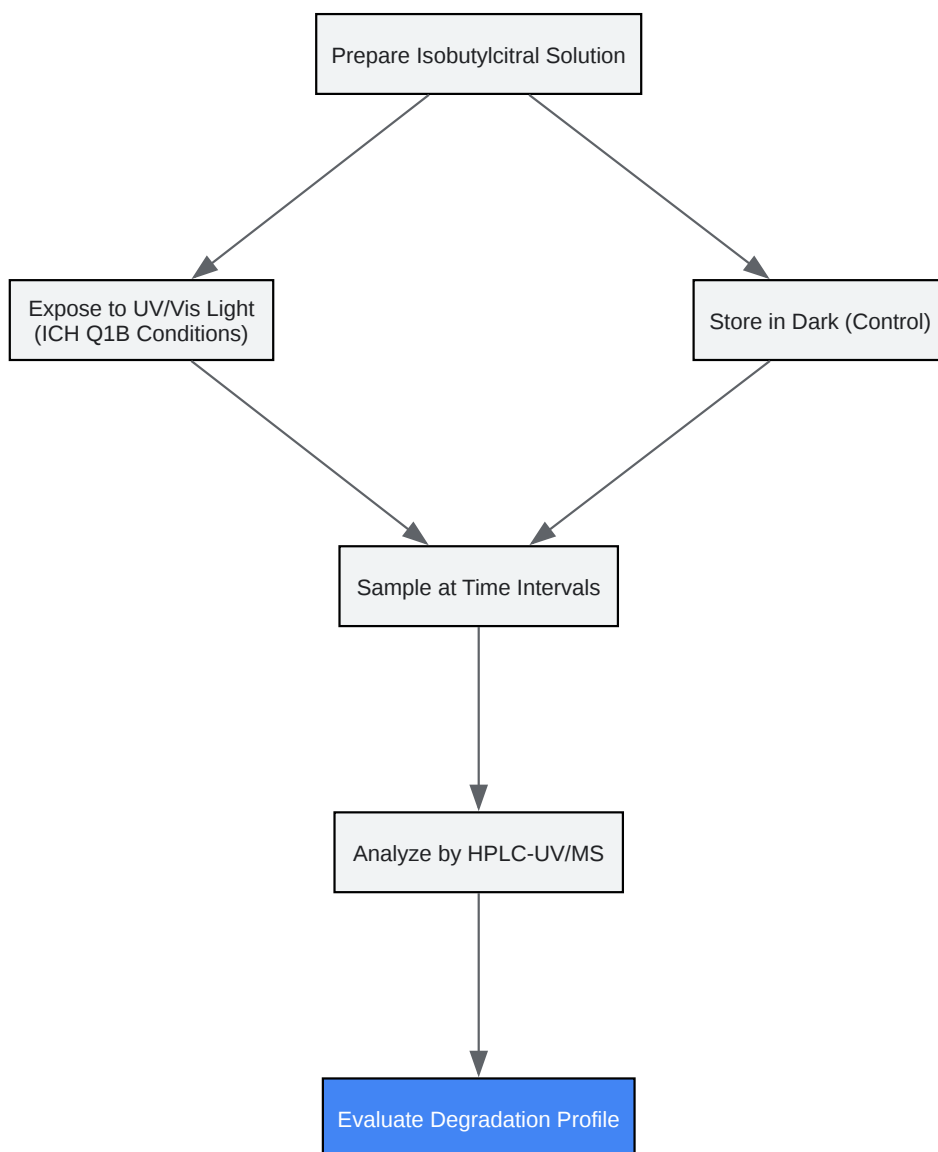 Prepare Isobutylcitral Solution
Expose to UV/Vis Light
(ICH Q1B Conditions)
Store in Dark (Control)
Sample at Time Intervals
Analyze by HPLC-UV/MS
Evaluate Degradation Profile